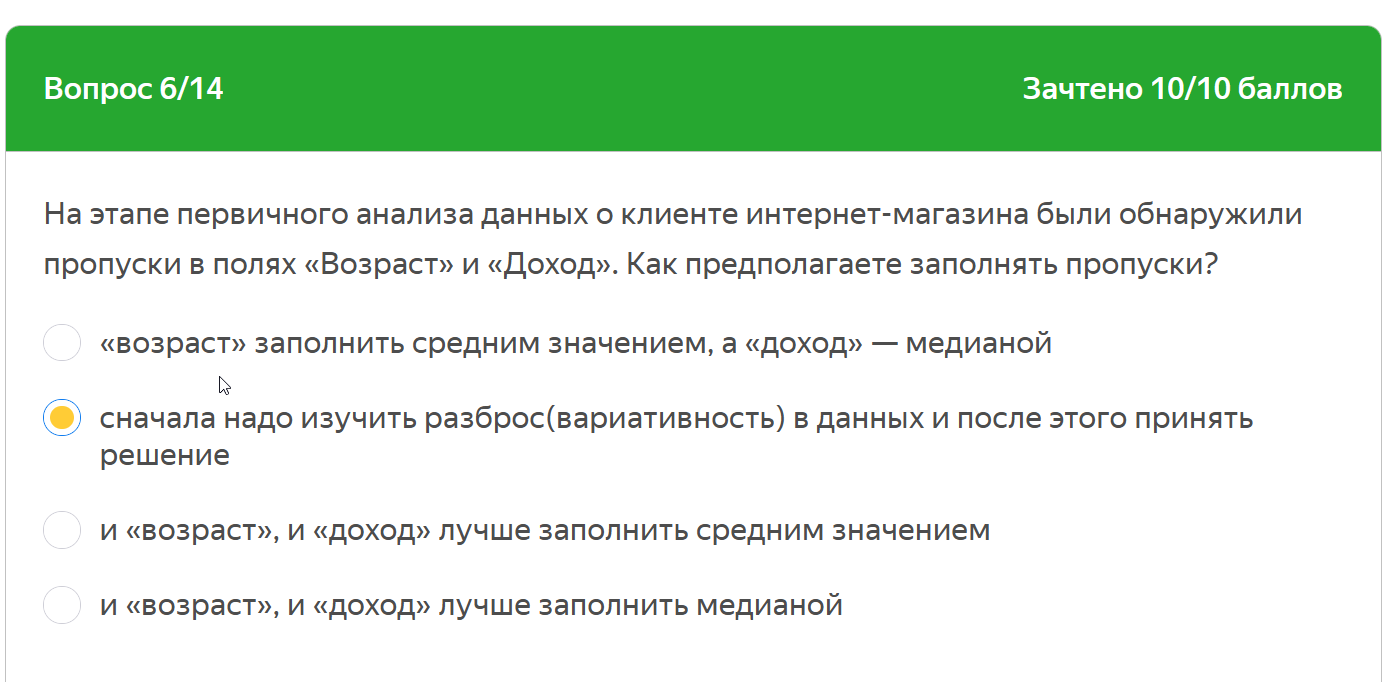 Вопрос 6/14
Зачтено 10/10 баллов
На этапе первичного анализа данных о клиенте интернет-магазина были обнаружили
пропуски в полях «Возраст» и «Доход». Как предполагаете заполнять пропуски?
«возраст» заполнить средним значением, а «доход» — медианой
сначала надо изучить разброс(вариативность) в данных и после этого принять
решение
и «возраст», и «доход» лучше заполнить средним значением
и «возраст», и «доход» лучше заполнить медианой